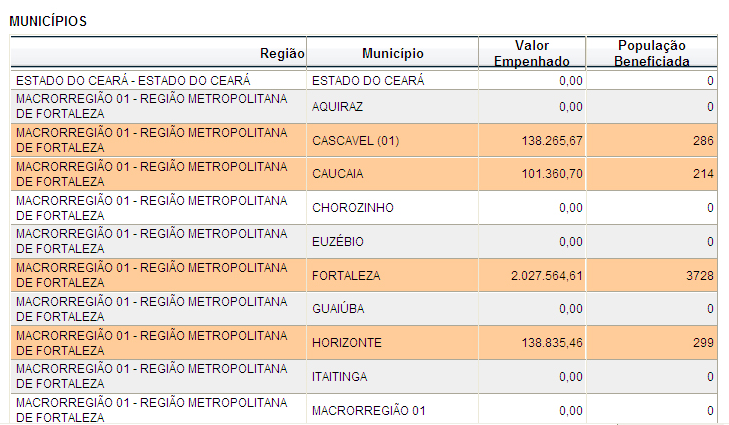 MUNICÍPIOS
Região Município Valor Empenhado População Beneficiada
ESTADO DO CEARÁ - ESTADO DO CEARÁ ESTADO DO CEARÁ 0,00 0
MACRORREGIÃO 01 - REGIÃO METROPOLITANA DE FORTALEZA AQUIRAZ 0,00 0
MACRORREGIÃO 01 - REGIÃO METROPOLITANA DE FORTALEZA CASCAVEL (01) 138.265,67 286
MACRORREGIÃO 01 - REGIÃO METROPOLITANA DE FORTALEZA CAUCAIA 101.360,70 214
MACRORREGIÃO 01 - REGIÃO METROPOLITANA DE FORTALEZA CHOROZINHO 0,00 0
MACRORREGIÃO 01 - REGIÃO METROPOLITANA DE FORTALEZA EUZÉBIO 0,00 0
MACRORREGIÃO 01 - REGIÃO METROPOLITANA DE FORTALEZA FORTALEZA 2.027.564,61 3728
MACRORREGIÃO 01 - REGIÃO METROPOLITANA DE FORTALEZA GUAIÚBA 0,00 0
MACRORREGIÃO 01 - REGIÃO METROPOLITANA DE FORTALEZA HORIZONTE 138.835,46 299
MACRORREGIÃO 01 - REGIÃO METROPOLITANA DE FORTALEZA ITAITINGA 0,00 0
MACRORREGIÃO 01 - REGIÃO METROPOLITANA DE FORTALEZA MACRORREGIÃO 01 0,00 0